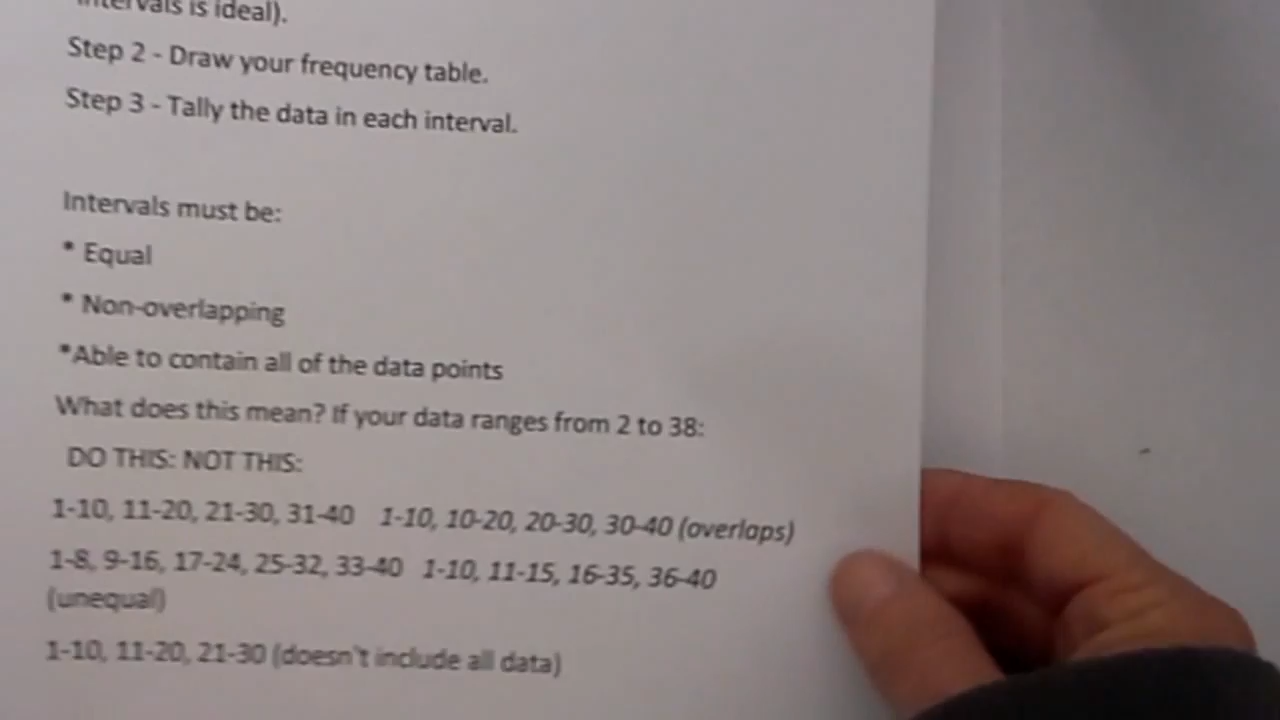 intervals is ideal).
Step 2 - Draw your frequency table.
Step 3 - Tally the data in each interval.
Intervals must be:
* Equal
* Non-overlapping
*Able to contain all of the data points
What does this mean? If your data ranges from 2 to 38:
DO THIS: NOT THIS:
1-10, 11-20, 21-30, 31-40 1-10, 10-20, 20-30, 30-40 (overlaps)
1-8, 9-16, 17-24, 25-32, 33-40 1-10, 11-15, 16-35, 36-40
(unequal)
1-10, 11-20, 21-30 (doesn't include all data)